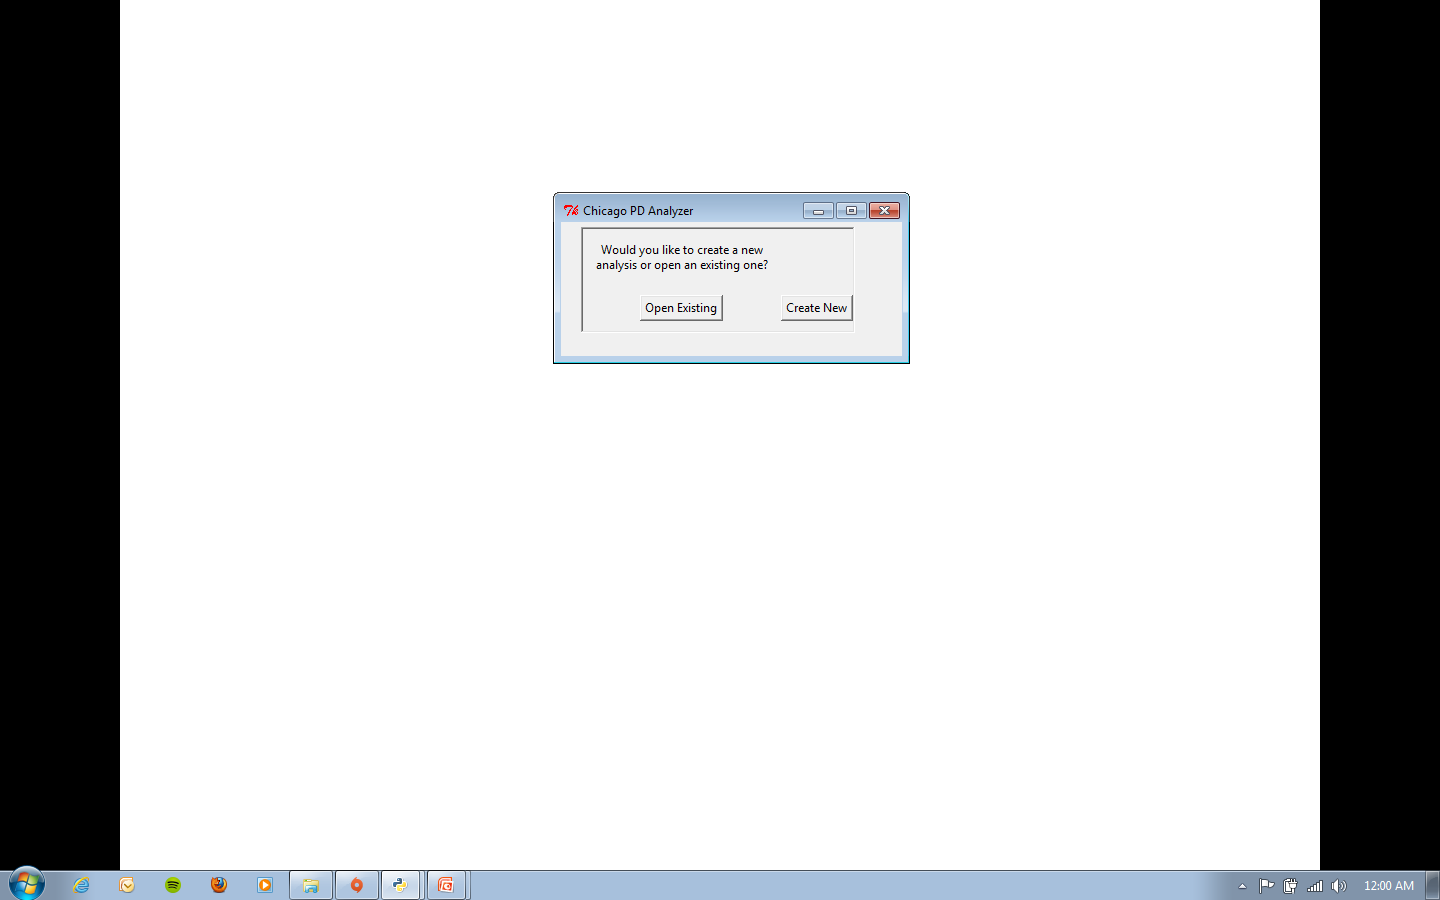 Chicago PD Analyzer
Would you like to create a new
analysis or open an existing one?
Open Existing
Create New
12:00 AM